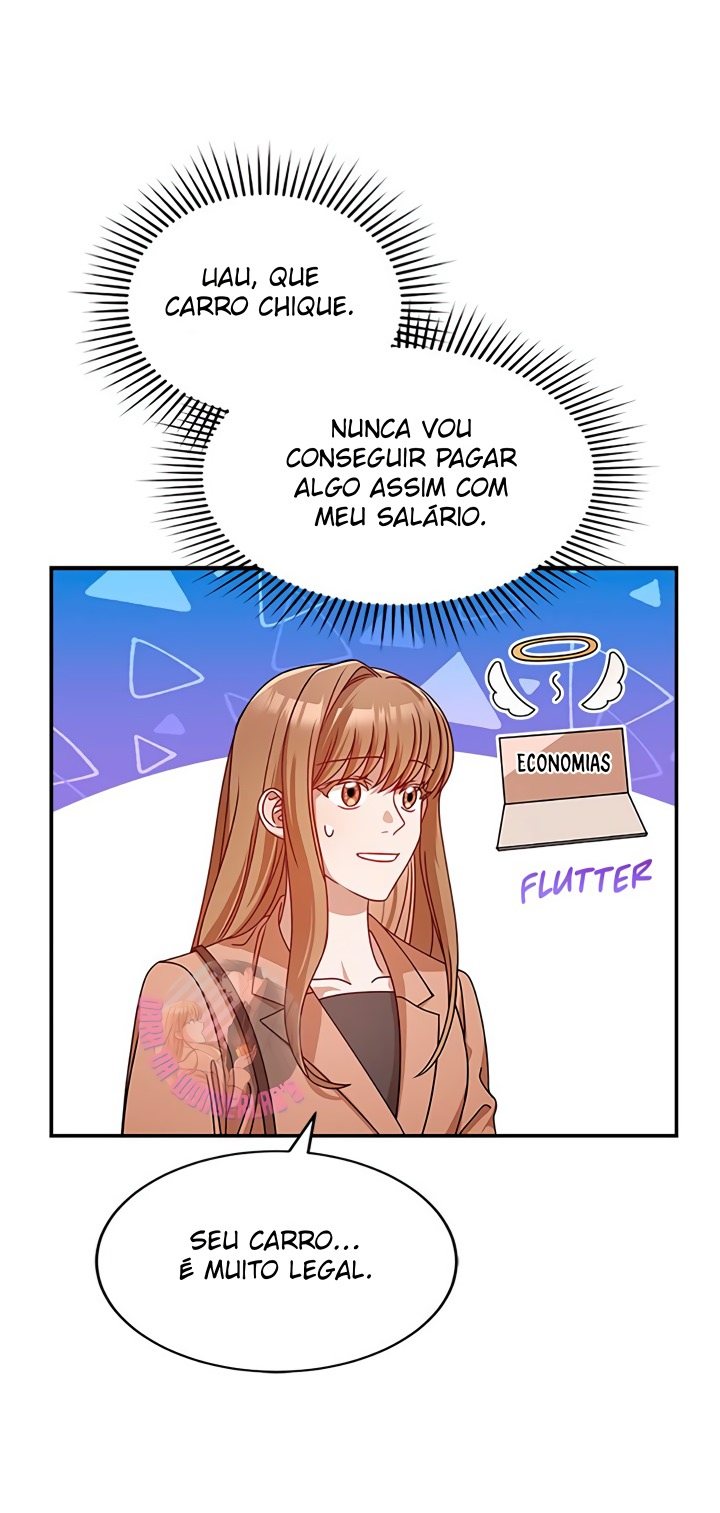 UAU, QUE
CARRO CHIQUE.
NUNCA VOU
CONSEGUIR PAGAR
ALGO ASSIM COM
MEU SALÁRIO.
ECONOMIAS
FLUTTER
SEU CARRO...
É MUITO LEGAL.